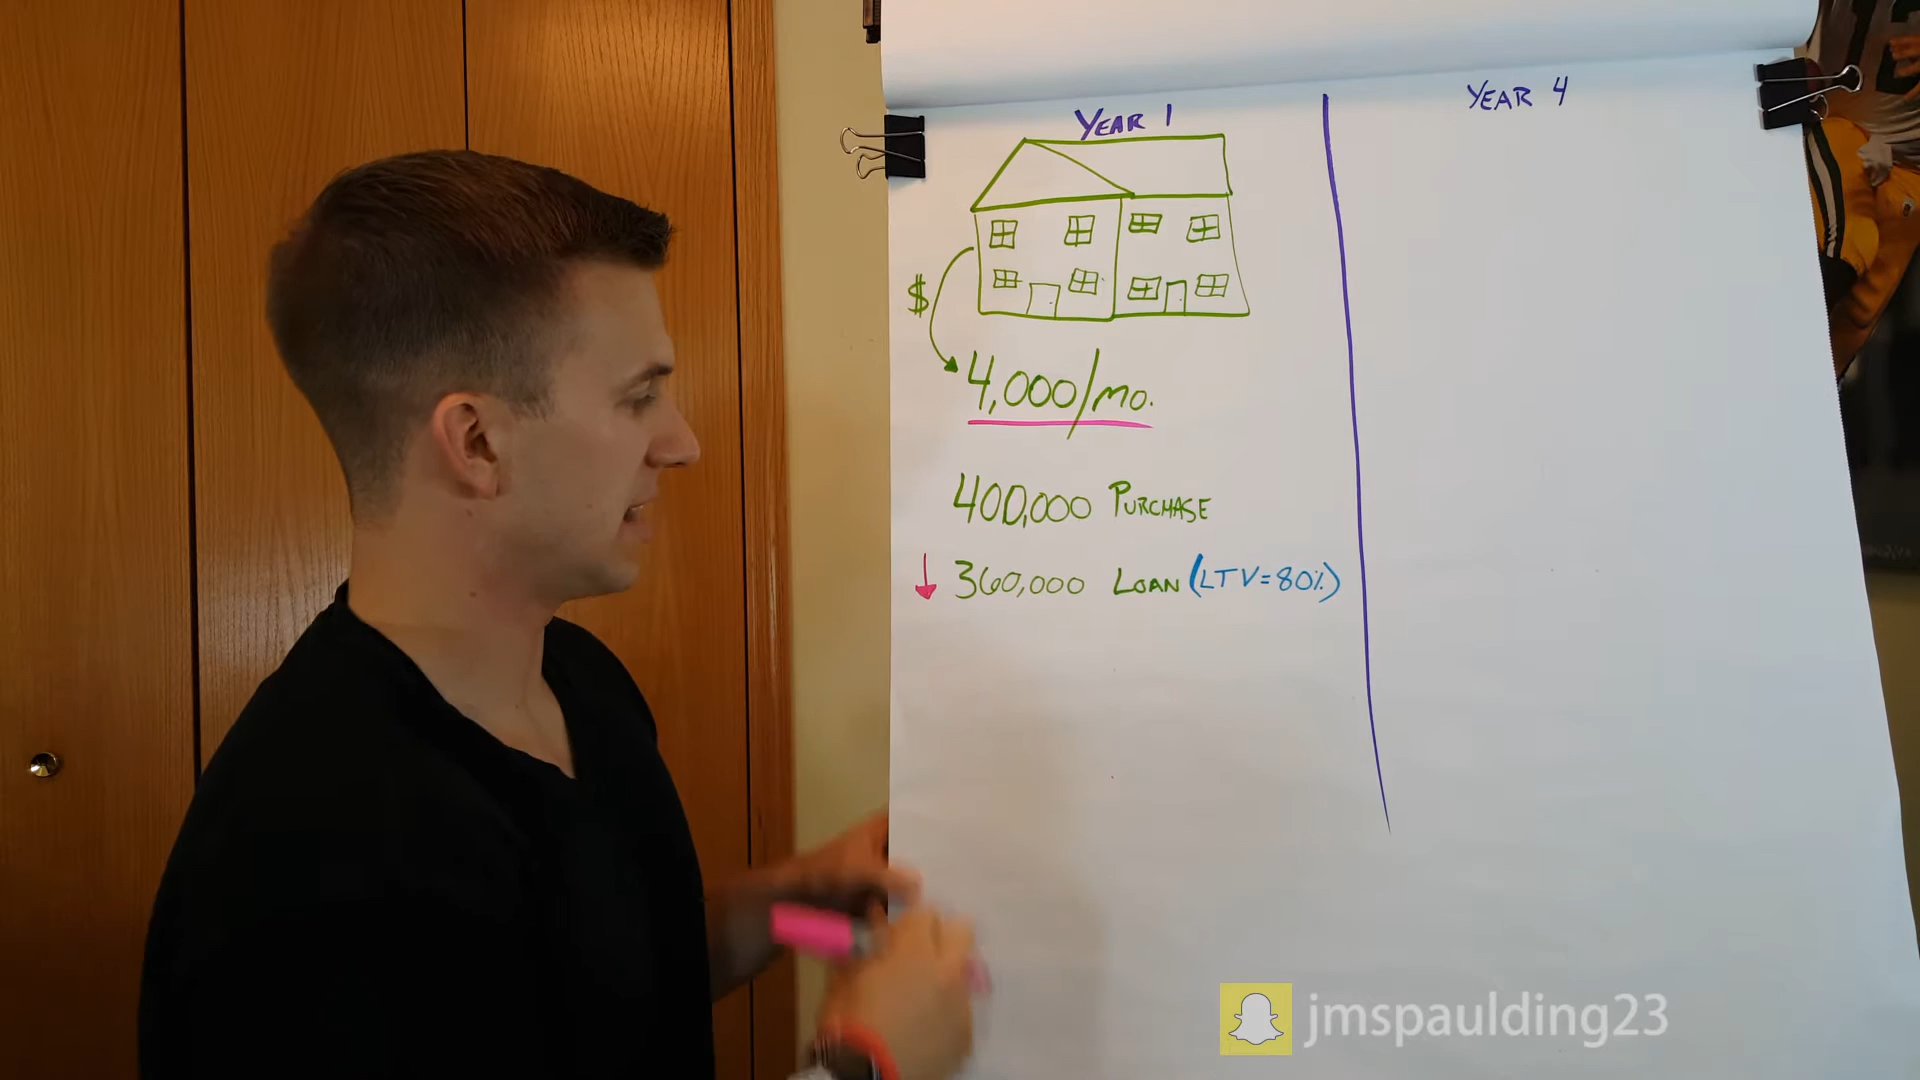 YEAR 1
YEAR 4
$
4,000/mo.
400,000 PURCHASE
360,000 LOAN (LTV=80%)
jmspaulding23